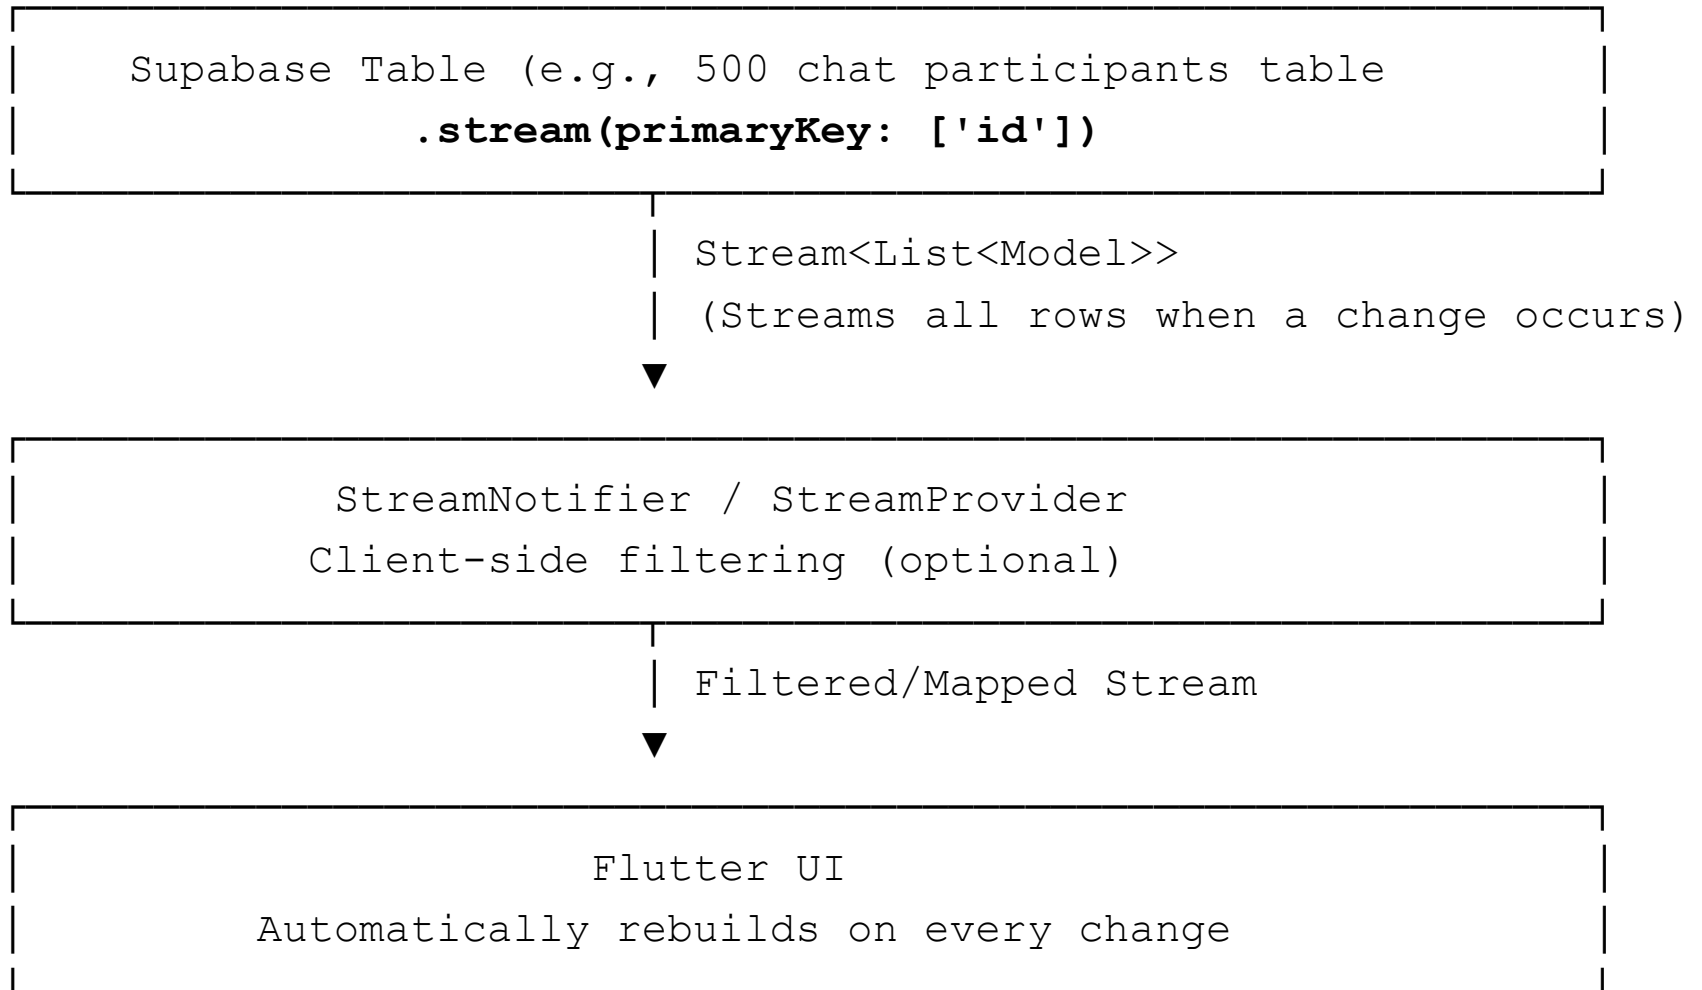 Supabase Table (e.g., 500 chat participants table
.stream(primaryKey: ['id'])
Stream<List<Model>>
(Streams all rows when a change occurs)
StreamNotifier / StreamProvider
Client-side filtering (optional)
Filtered/Mapped Stream
Flutter UI
Automatically rebuilds on every change